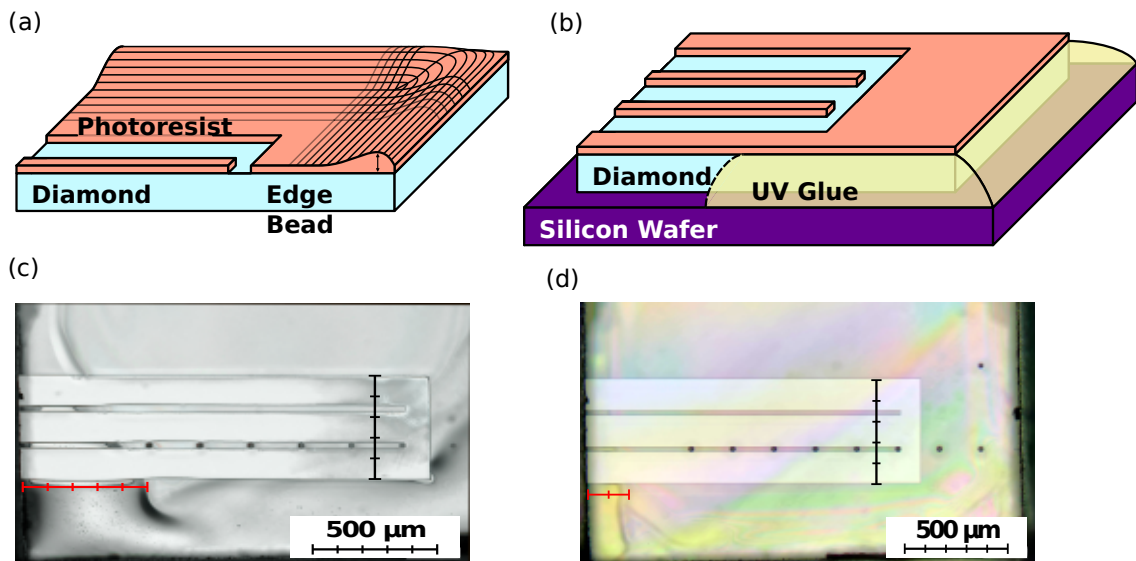 (a)
Photoresist
Diamond
Edge
Bead
(b)
Diamond
UV Glue
Silicon Wafer
(c)
500 µm
(d)
500 µm